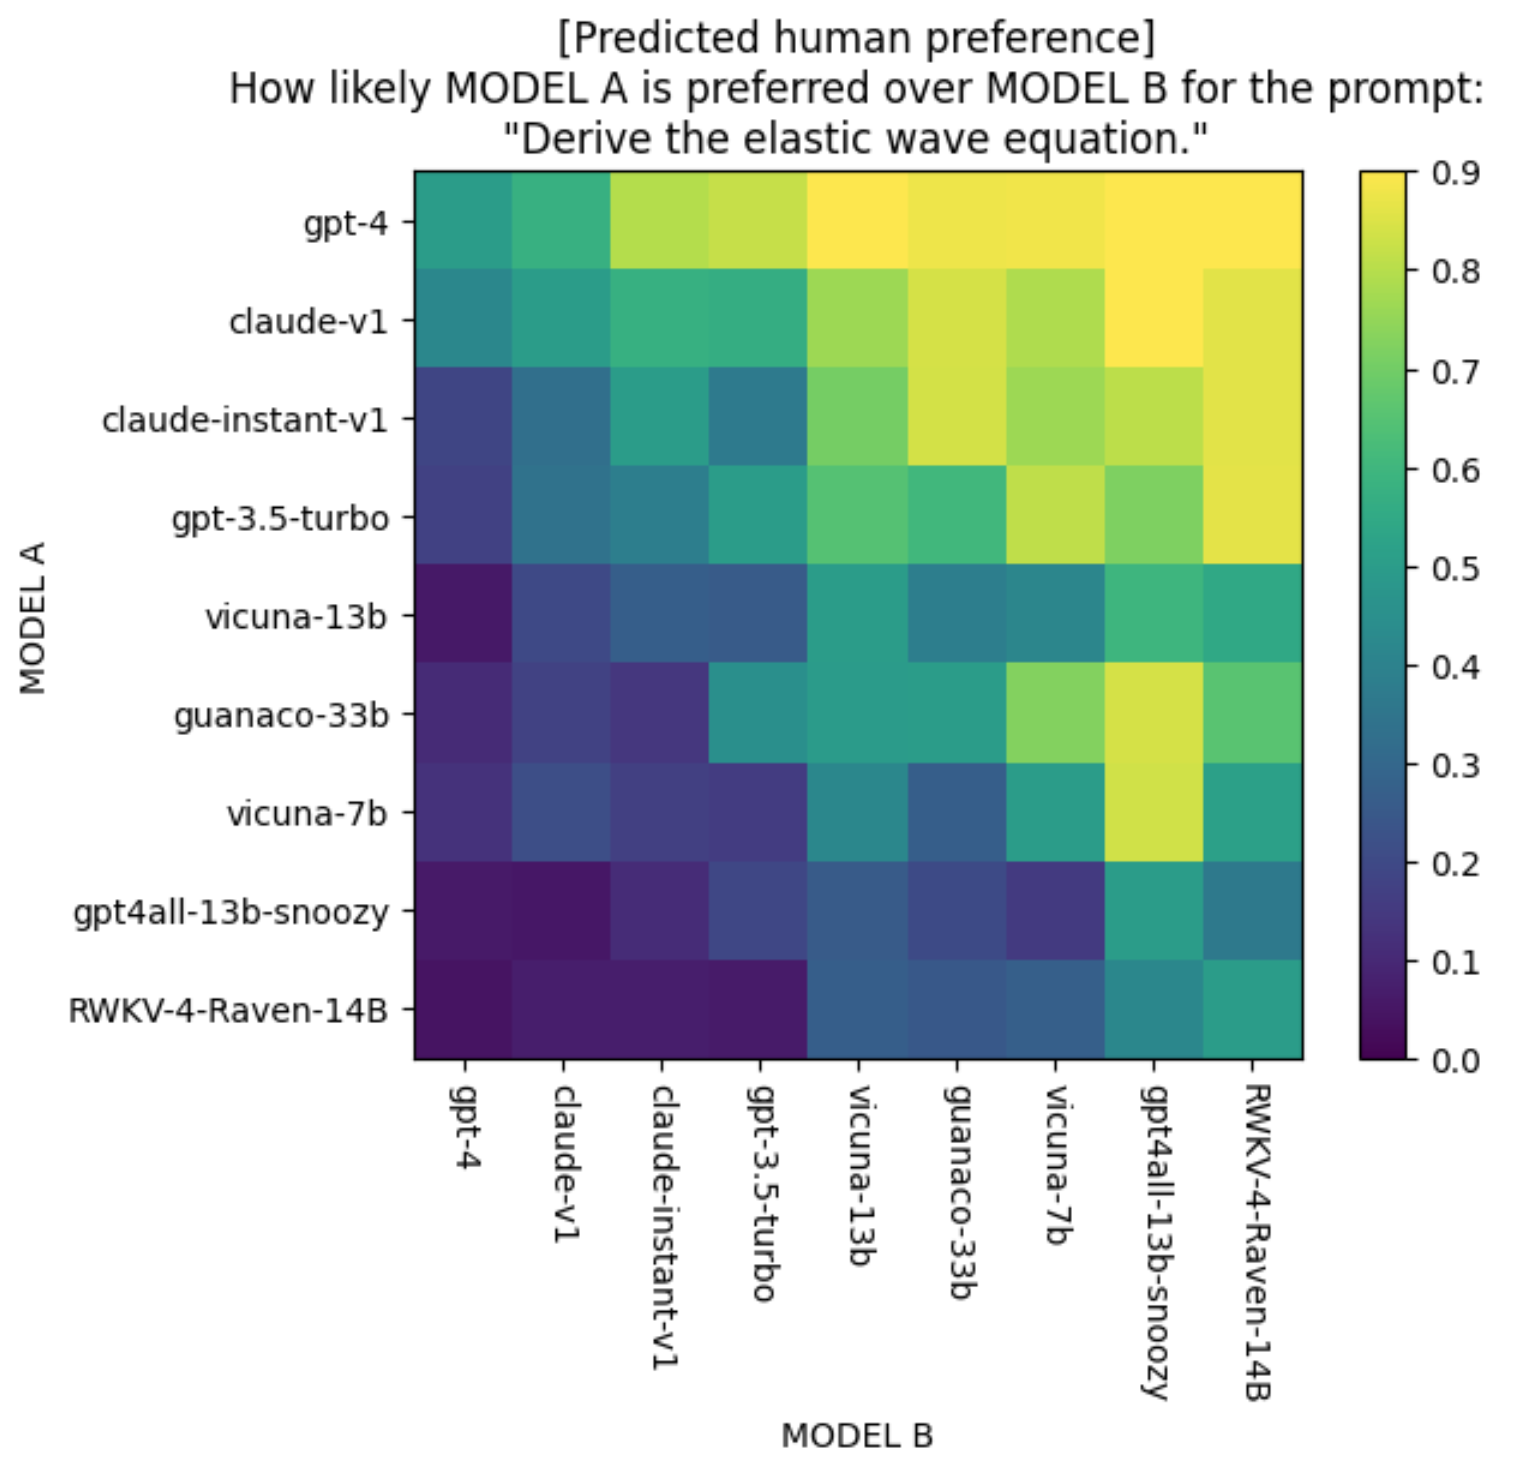 [Predicted human preference]
How likely MODEL A is preferred over MODEL B for the prompt:
"Derive the elastic wave equation."
MODEL A
gpt-4
claude-v1
claude-instant-v1
gpt-3.5-turbo
vicuna-13b
guanaco-33b
vicuna-7b
gpt4all-13b-snoozy
RWKV-4-Raven-14B
gpt-4
claude-v1
claude-instant-v1
gpt-3.5-turbo
vicuna-13b
guanaco-33b
vicuna-7b
gpt4all-13b-snoozy
RWKV-4-Raven-14B
MODEL B
0.9
0.8
0.7
0.6
0.5
0.4
0.3
0.2
0.1
0.0